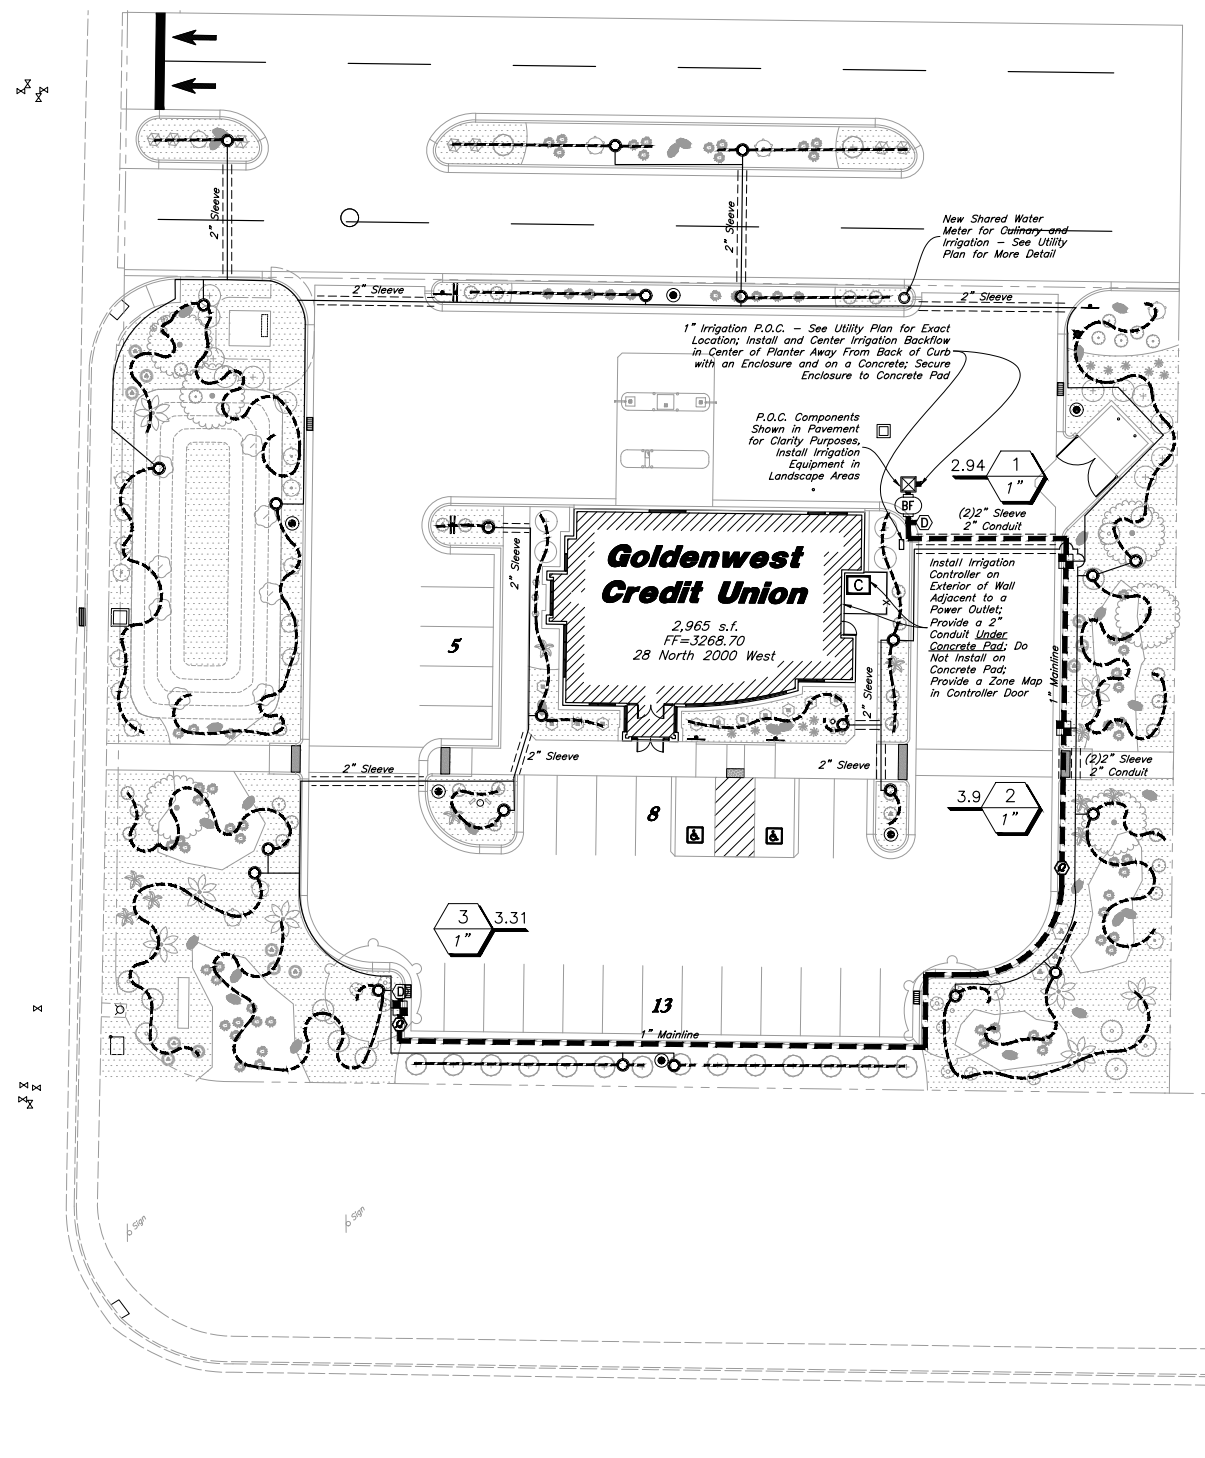 2" Sleeve
2" Sleeve
New Shared Water
Meter for Culinary and
Irrigation – See Utility
Plan for More Detail
2" Sleeve
2" Sleeve
1" Irrigation P.O.C. – See Utility Plan for Exact
Location; Install and Center Irrigation Backflow
in Center of Planter Away From Back of Curb
with an Enclosure and on a Concrete; Secure
Enclosure to Concrete Pad
P.O.C. Components
Shown in Pavement
for Clarity Purposes,
Install Irrigation
Equipment in
Landscape Areas
2.94
1
1"
BF
D
(2)2" Sleeve
2" Conduit
2" Sleeve
Goldenwest
Credit Union
2,965 s.f.
FF=3268.70
28 North 2000 West
C
Install Irrigation
Controller on
Exterior of Wall
Adjacent to a
Power Outlet;
Provide a 2"
Conduit Under
Concrete Pad; Do
Not Install on
Concrete Pad;
Provide a Zone Map
in Controller Door
1" Mainline
5
2" Sleeve
2" Sleeve
2" Sleeve
2" Sleeve
(2)2" Sleeve
2" Conduit
8
3.9
2
1"
3
3.31
1"
D
13
1" Mainline
Sign
Sign